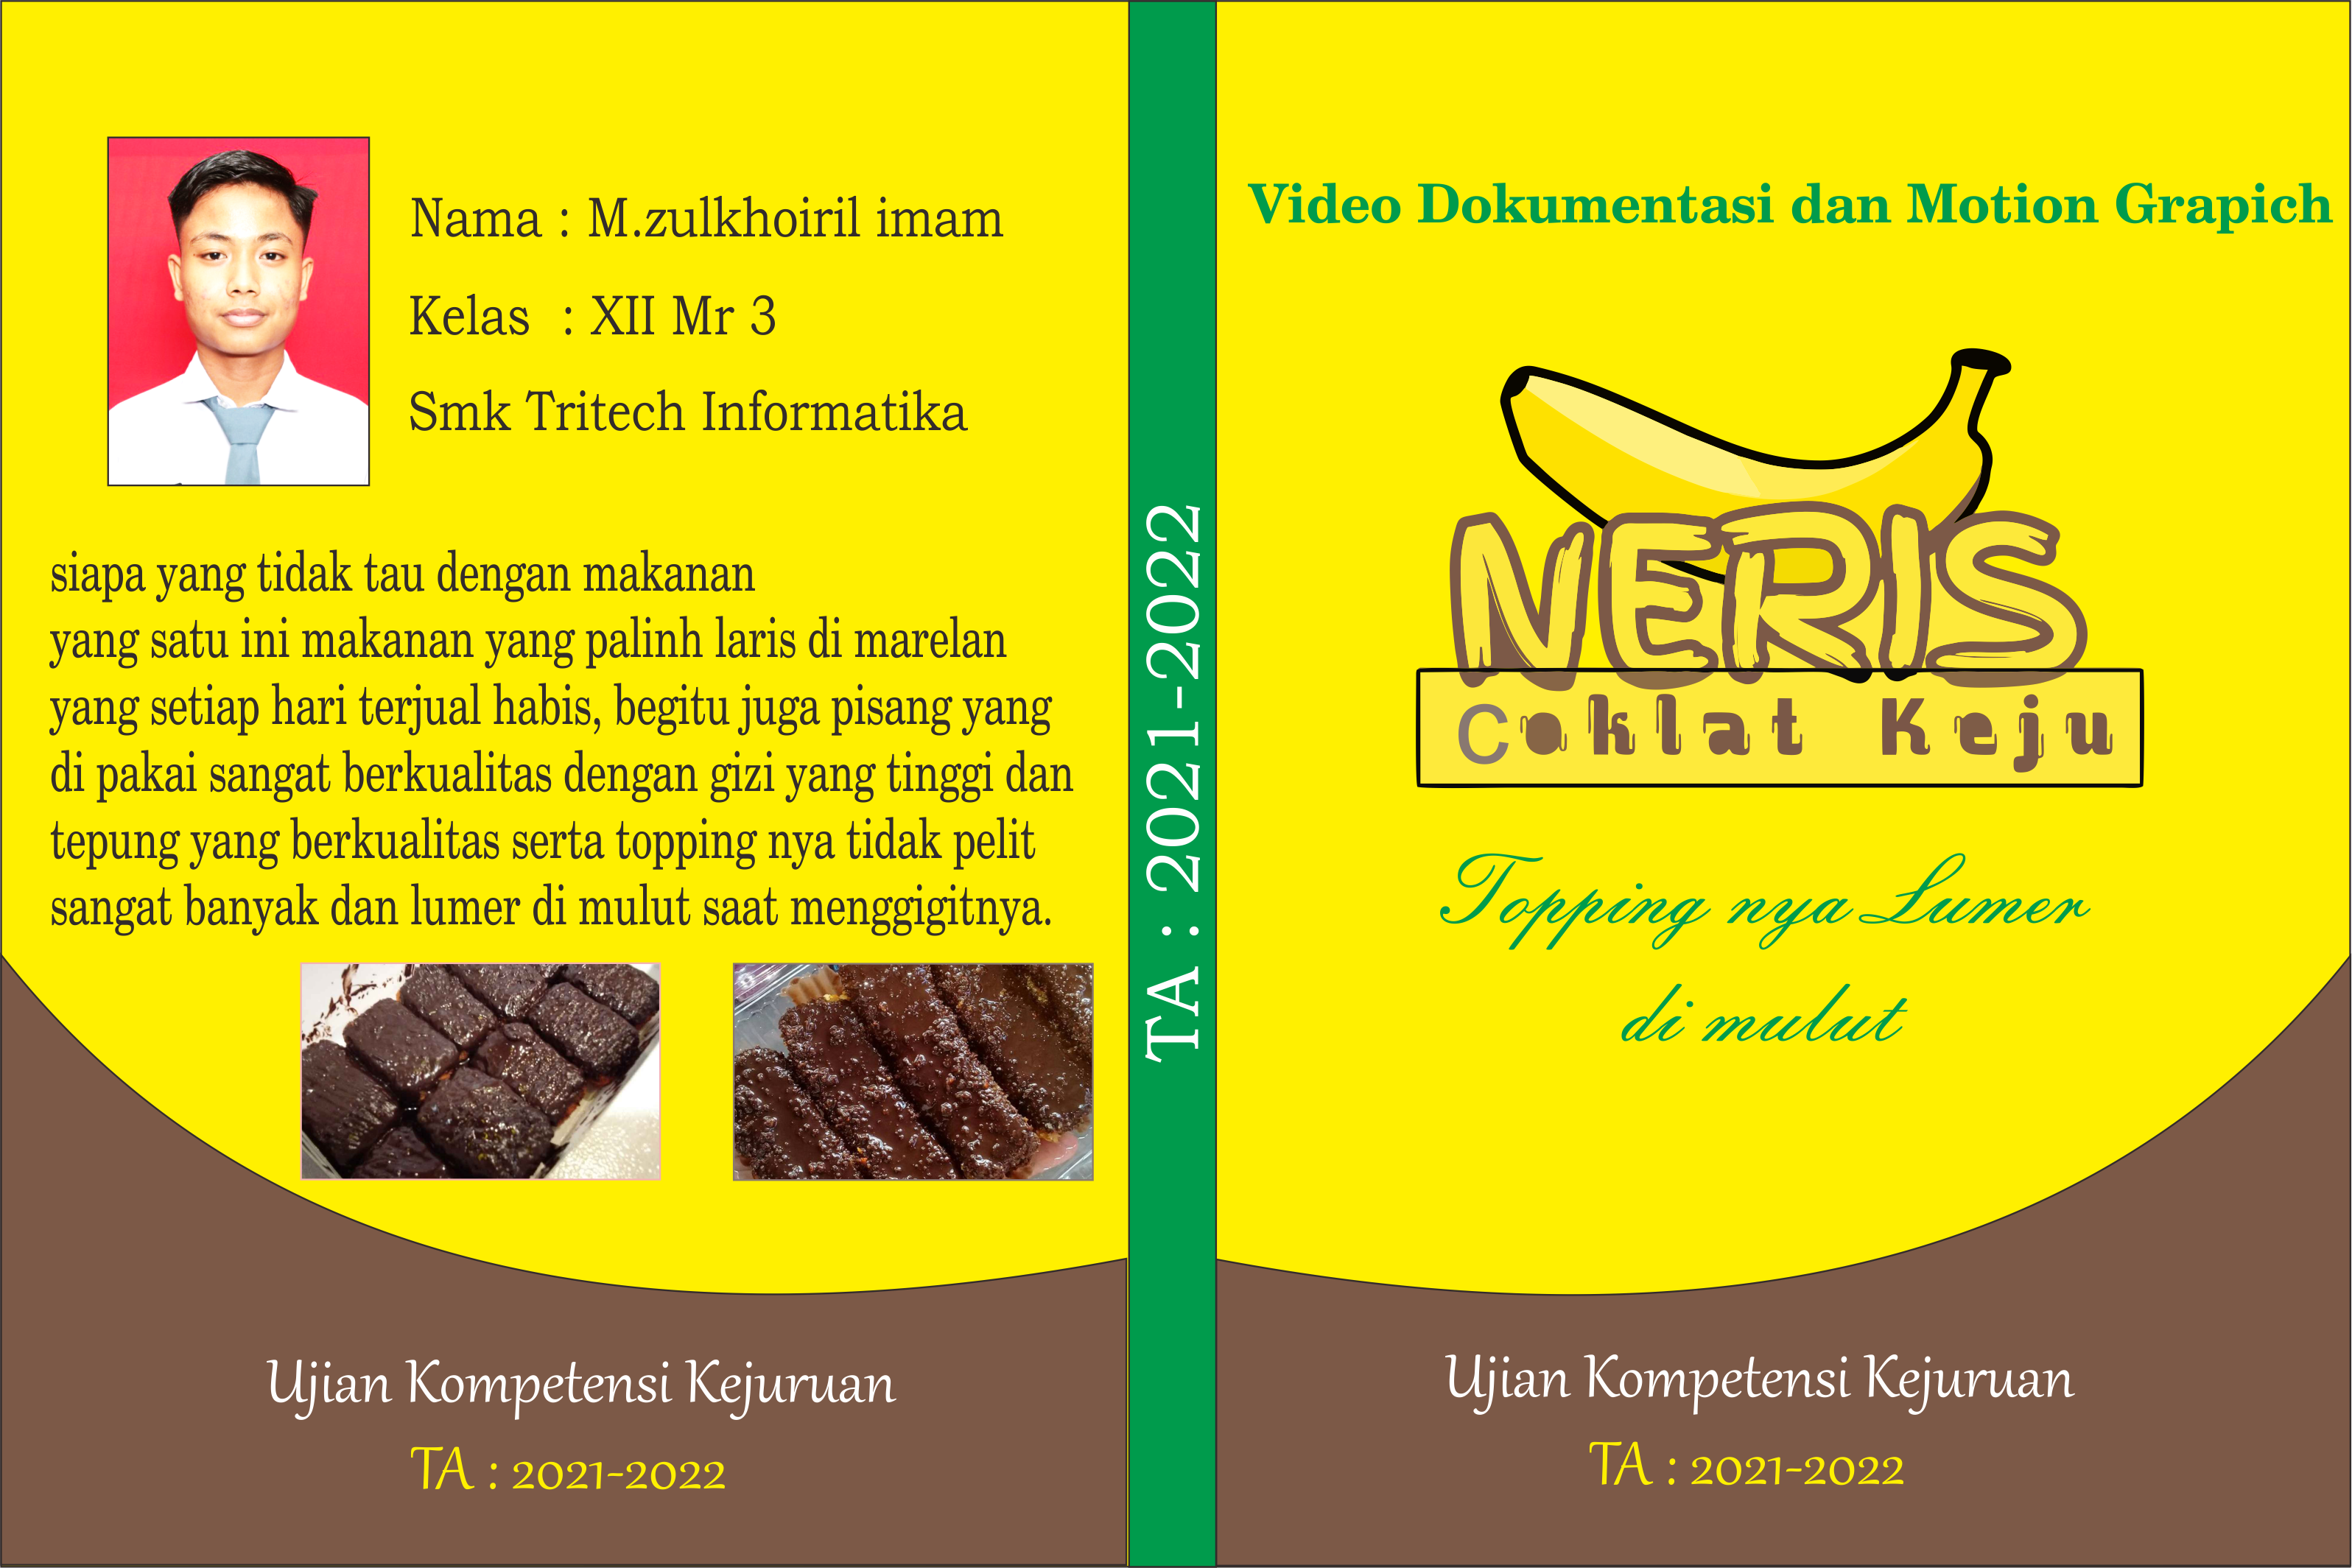 Nama : M.zulkhoiril imam
Kelas : XII Mr 3
Smk Tritech Informatika
siapa yang tidak tau dengan makanan
yang satu ini makanan yang palinh laris di marelan
yang setiap hari terjual habis, begitu juga pisang yang
di pakai sangat berkualitas dengan gizi yang tinggi dan
tepung yang berkualitas serta topping nya tidak pelit
sangat banyak dan lumer di mulut saat menggigitnya.
Ujian Kompetensi Kejuruan
TA : 2021-2022
TA : 2021-2022
Video Dokumentasi dan Motion Grapich
NERIS
Coklat Keju
Topping nya Lumer
di mulut
Ujian Kompetensi Kejuruan
TA : 2021-2022